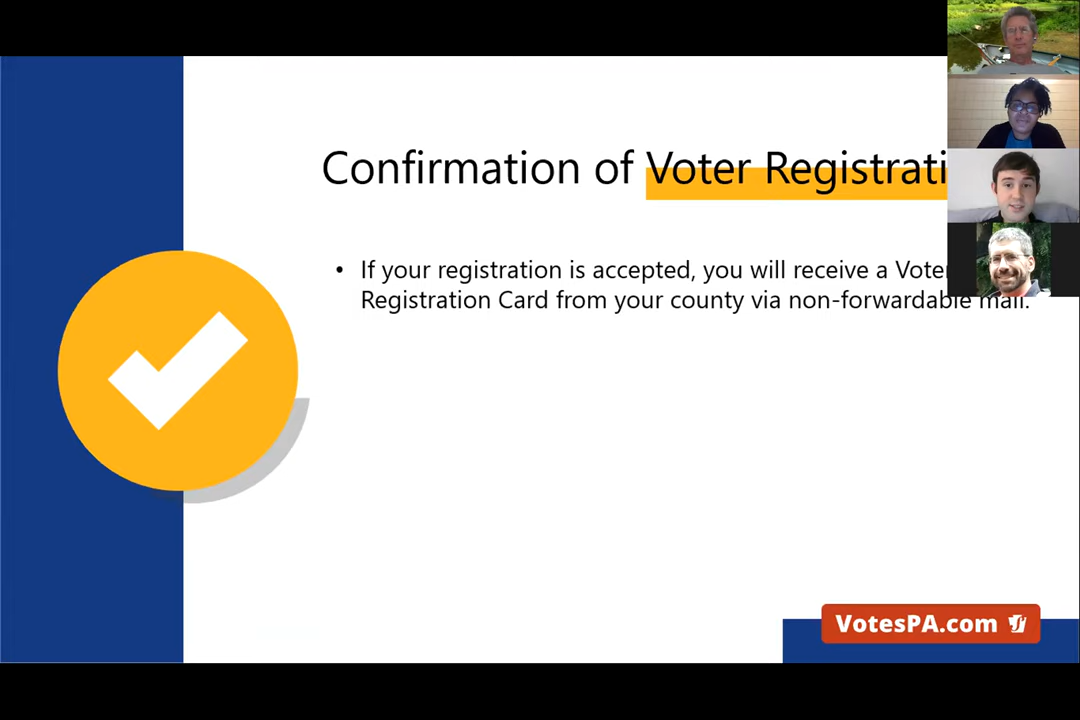 Confirmation of Voter Registrati
If your registration is accepted, you will receive a Voter
Registration Card from your county via non-forwardable mail.
VotesPA.com